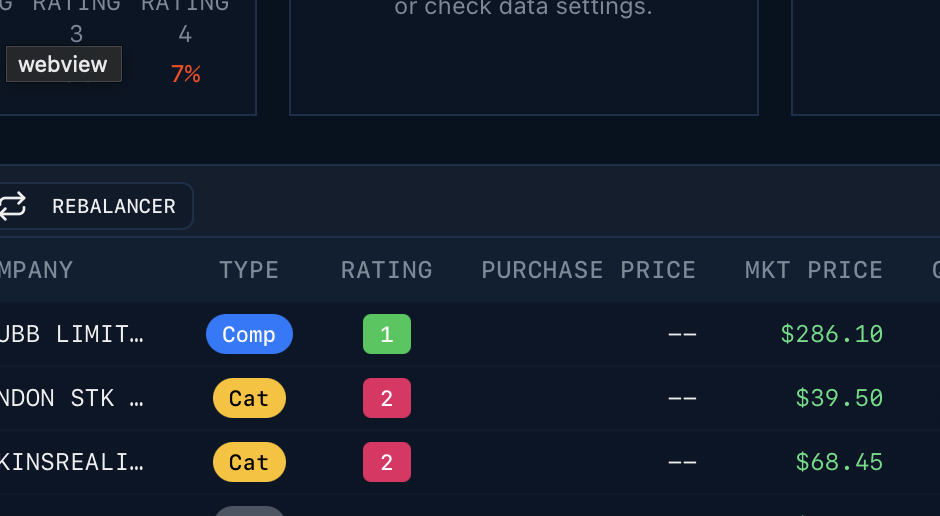 G RATING RATING
or check data settings.
3 4
webview
7%
REBALANCER
MPANY TYPE RATING PURCHASE PRICE MKT PRICE
UBB LIMIT… Comp 1 —— $286.10
NDON STK … Cat 2 —— $39.50
KINSREALI… Cat 2 —— $68.45